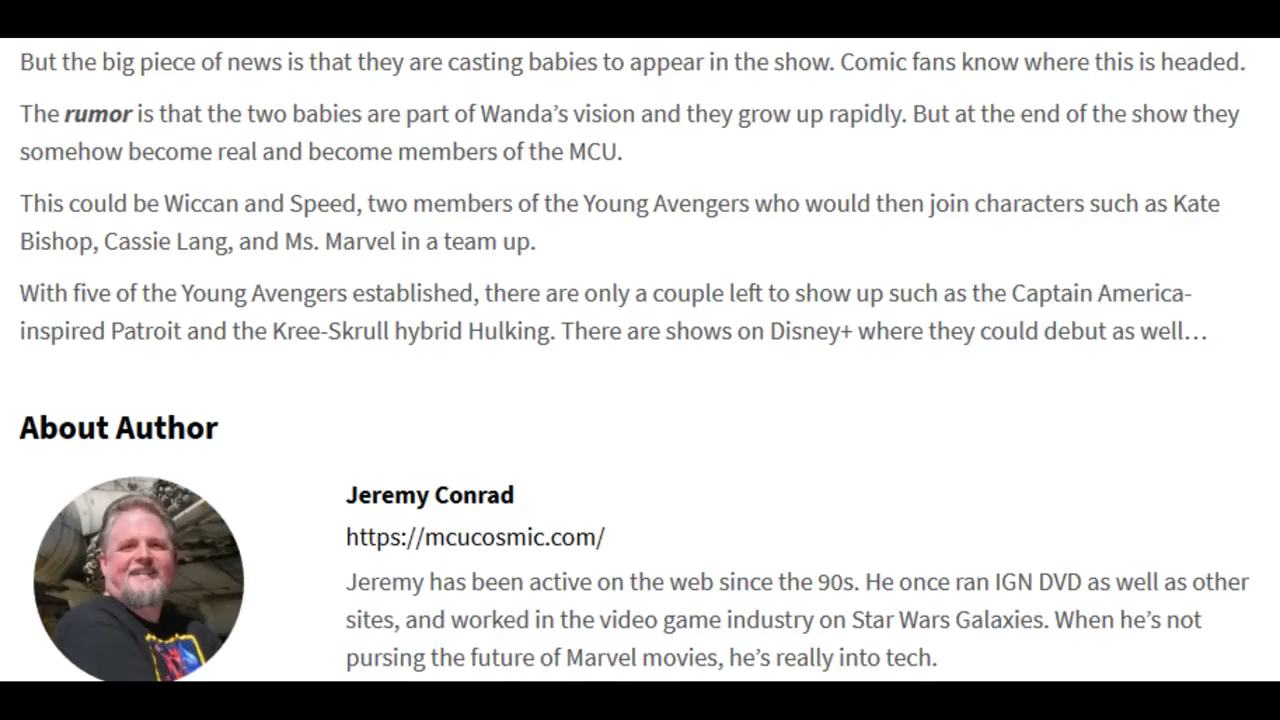 But the big piece of news is that they are casting babies to appear in the show. Comic fans know where this is headed.
The rumor is that the two babies are part of Wanda’s vision and they grow up rapidly. But at the end of the show they
somehow become real and become members of the MCU.
This could be Wiccan and Speed, two members of the Young Avengers who would then join characters such as Kate
Bishop, Cassie Lang, and Ms. Marvel in a team up.
With five of the Young Avengers established, there are only a couple left to show up such as the Captain America-
inspired Patroit and the Kree-Skrull hybrid Hulking. There are shows on Disney+ where they could debut as well…
About Author
Jeremy Conrad
https://mcucosmic.com/
Jeremy has been active on the web since the 90s. He once ran IGN DVD as well as other
sites, and worked in the video game industry on Star Wars Galaxies. When he’s not
pursing the future of Marvel movies, he’s really into tech.